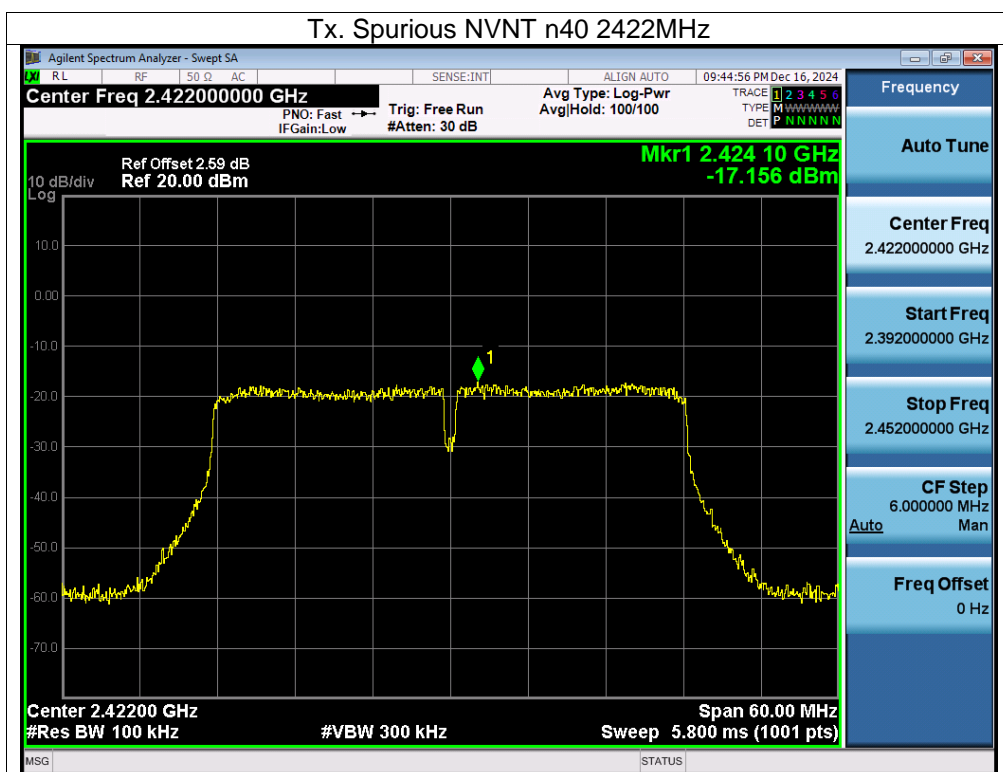 Tx. Spurious NVNT n40 2422MHz
Agilent Spectrum Analyzer - Swept SA
LXI RL RF 50 Ω AC SENSE:INT ALIGN AUTO 09:44:56 PM Dec 16, 2024
Center Freq 2.422000000 GHz
PNO: Fast
IFGain:Low
Trig: Free Run
#Atten: 30 dB
Avg Type: Log-Pwr
Avg|Hold: 100/100
TRACE 1 2 3 4 5 6
TYPE M WWWWW
DET P N N N N N
Mkr1 2.424 10 GHz
-17.156 dBm
Ref Offset 2.59 dB
10 dB/div Ref 20.00 dBm
Log
10.0
0.00
-10.0
1
-20.0
-30.0
-40.0
-50.0
-60.0
-70.0
Center 2.42200 GHz Span 60.00 MHz
#Res BW 100 kHz #VBW 300 kHz Sweep 5.800 ms (1001 pts)
MSG STATUS
Frequency
Auto Tune
Center Freq
2.422000000 GHz
Start Freq
2.392000000 GHz
Stop Freq
2.452000000 GHz
CF Step
6.000000 MHz
Auto Man
Freq Offset
0 Hz